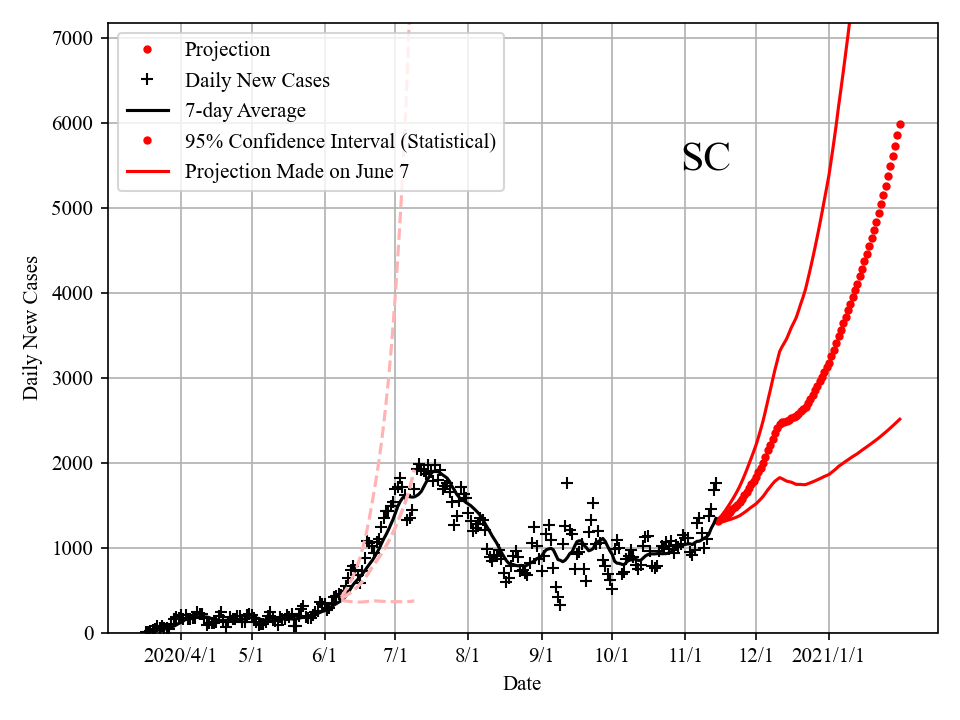 7000
6000
5000
4000
3000
2000
1000
0
Daily New Cases
Projection
Daily New Cases
7-day Average
95% Confidence Interval (Statistical)
Projection Made on June 7
SC
2020/4/1 5/1 6/1 7/1 8/1 9/1 10/1 11/1 12/1 2021/1/1
Date